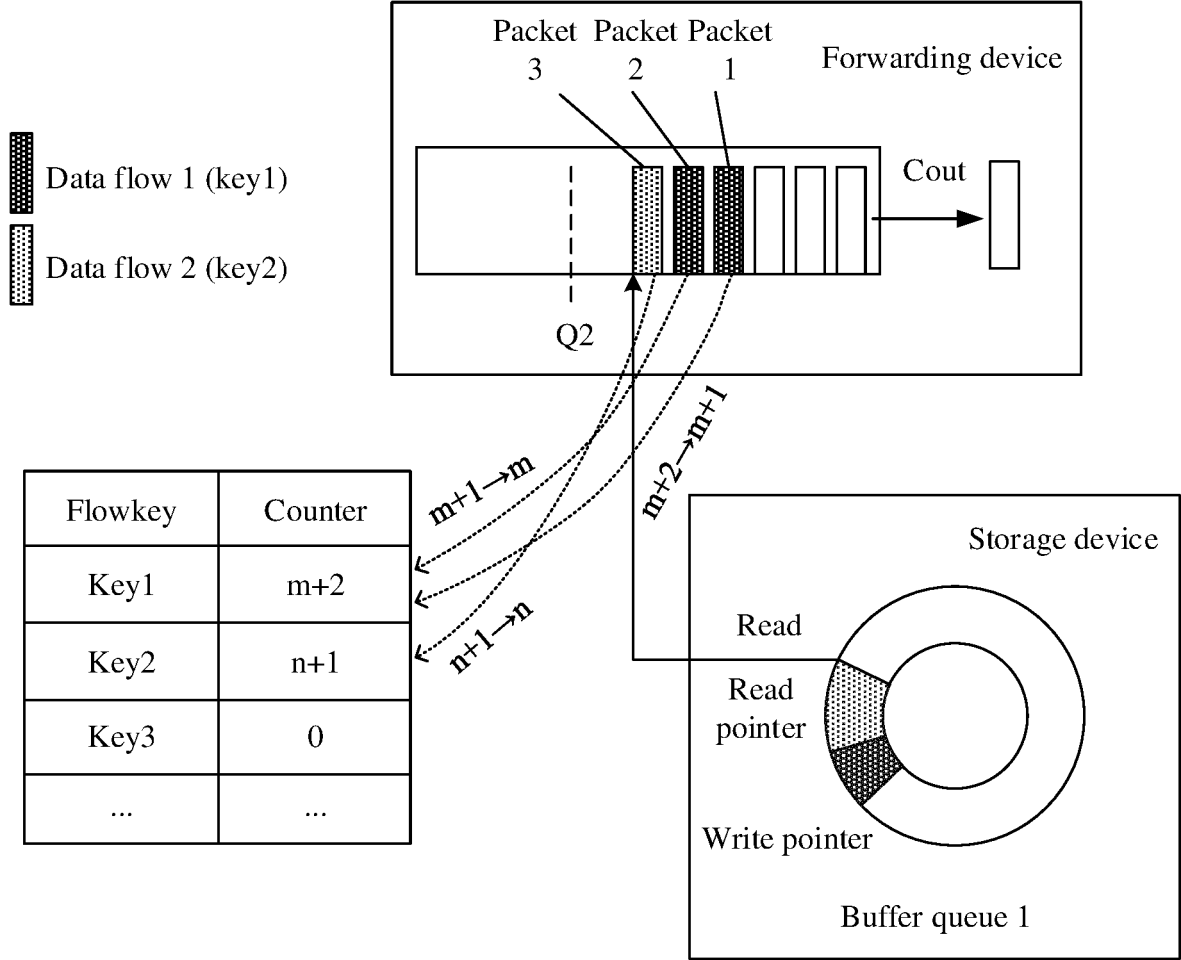 Packet Packet Packet
3 2 1
Forwarding device
Data flow 1 (key1)
Data flow 2 (key2)
Cout
Q2
m+1→m
m+2→m+1
n+1→n
Flowkey Counter
Key1 m+2
Key2 n+1
Key3 0
... ...
Storage device
Read
Read
pointer
Write pointer
Buffer queue 1